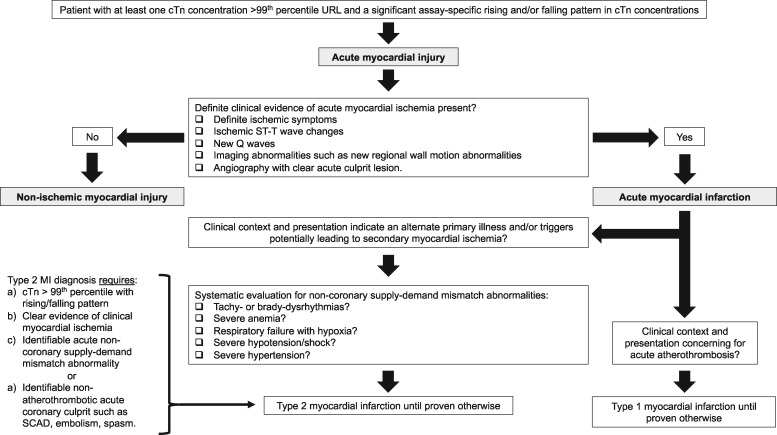 Patient with at least one cTn concentration >99th percentile URL and a significant assay-specific rising and/or falling pattern in cTn concentrations
Acute myocardial injury
Definite clinical evidence of acute myocardial ischemia present?
❑ Definite ischemic symptoms
❑ Ischemic ST-T wave changes
❑ New Q waves
❑ Imaging abnormalities such as new regional wall motion abnormalities
❑ Angiography with clear acute culprit lesion.
No
Yes
Non-ischemic myocardial injury
Acute myocardial infarction
Clinical context and presentation indicate an alternate primary illness and/or triggers
potentially leading to secondary myocardial ischemia?
Type 2 MI diagnosis requires:
a) cTn > 99th percentile with
rising/falling pattern
b) Clear evidence of clinical
myocardial ischemia
c) Identifiable acute non-
coronary supply-demand
mismatch abnormality
or
a) Identifiable non-
atherothrombotic acute
coronary culprit such as
SCAD, embolism, spasm.
Systematic evaluation for non-coronary supply-demand mismatch abnormalities:
❑ Tachy- or brady-dysrhythmias?
❑ Severe anemia?
❑ Respiratory failure with hypoxia?
❑ Severe hypotension/shock?
❑ Severe hypertension?
Clinical context and
presentation concerning for
acute atherothrombosis?
Type 2 myocardial infarction until proven otherwise
Type 1 myocardial infarction until
proven otherwise